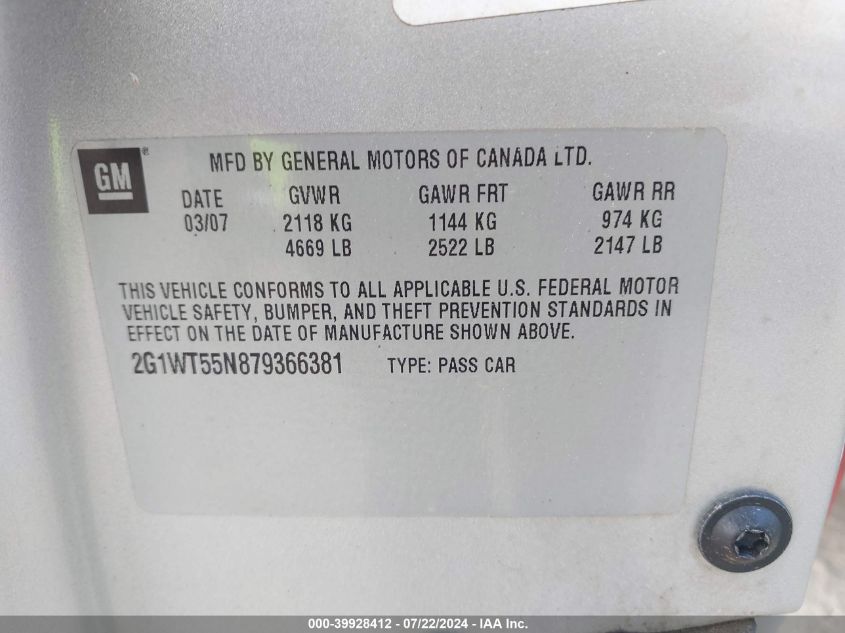 GM ®
MFD BY GENERAL MOTORS OF CANADA LTD.
DATE GVWR GAWR FRT GAWR RR
03/07 2118 KG 1144 KG 974 KG
4669 LB 2522 LB 2147 LB
THIS VEHICLE CONFORMS TO ALL APPLICABLE U.S. FEDERAL MOTOR
VEHICLE SAFETY, BUMPER, AND THEFT PREVENTION STANDARDS IN
EFFECT ON THE DATE OF MANUFACTURE SHOWN ABOVE.
2G1WT55N879366381 TYPE: PASS CAR
000-39928412 - 07/22/2024 - IAA Inc.